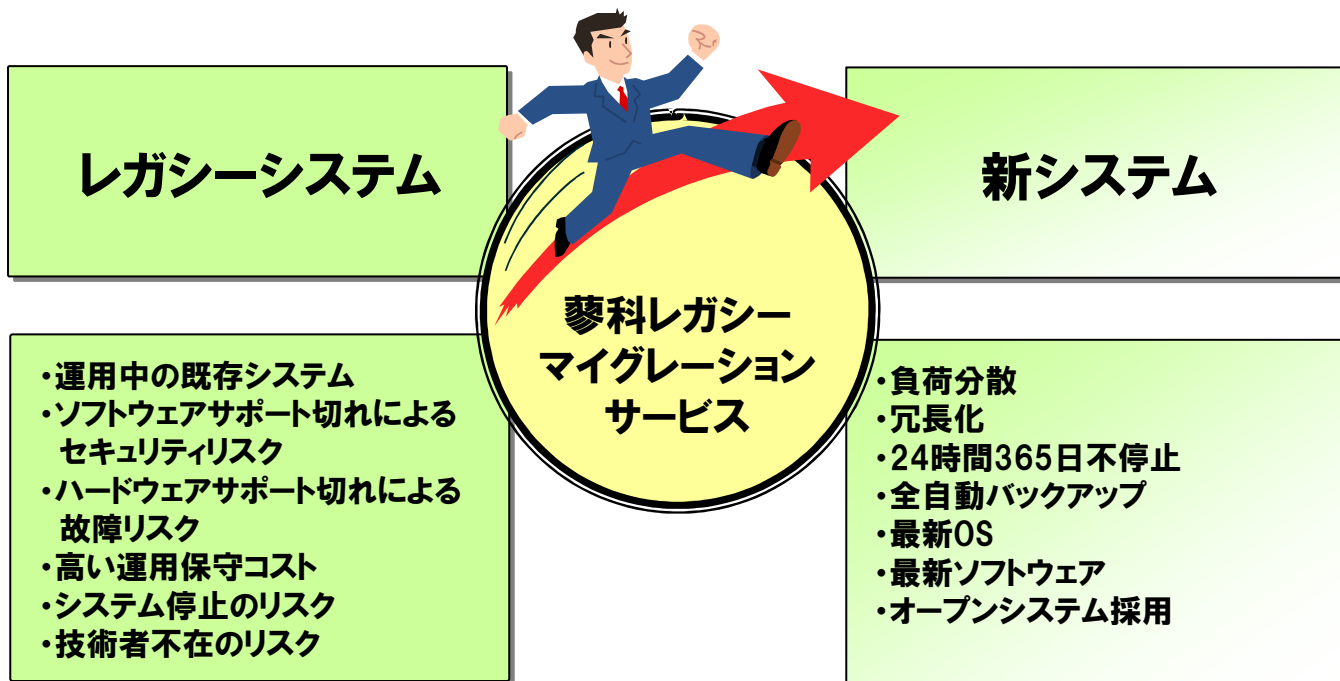 レガシーシステム
新システム
蓼科レガシー
マイグレーション
サービス
・運用中の既存システム
・ソフトウェアサポート切れによる
セキュリティリスク
・ハードウェアサポート切れによる
故障リスク
・高い運用保守コスト
・システム停止のリスク
・技術者不在のリスク
・負荷分散
・冗長化
・24時間365日不停止
・全自動バックアップ
・最新OS
・最新ソフトウェア
・オープンシステム採用